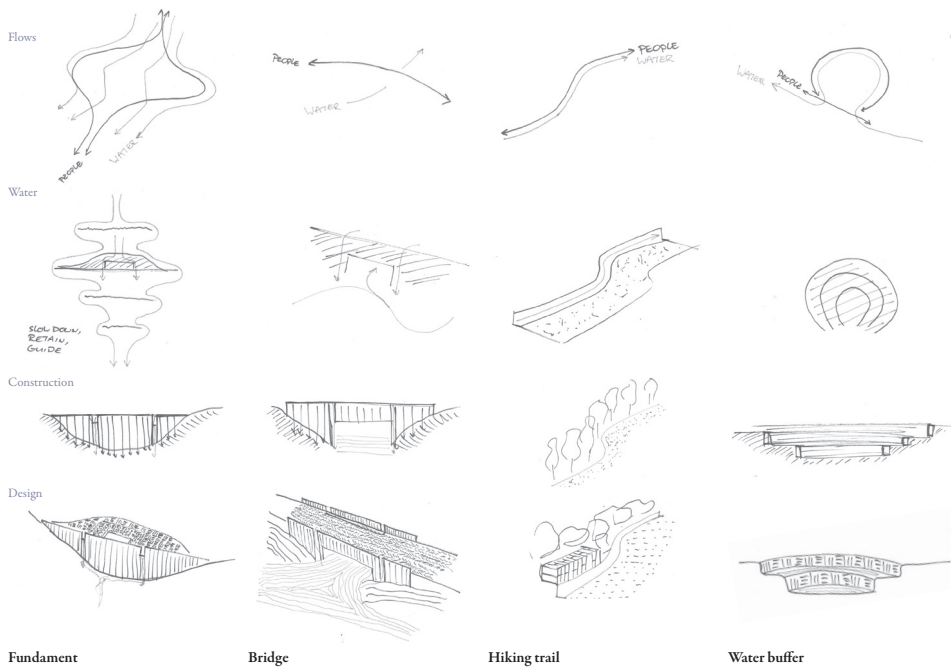 Flows
PEOPLE
WATER
PEOPLE
WATER
PEOPLE
WATER
WATER
PEOPLE
Water
SLOW DOWN,
RETAIN,
GUIDE
Construction
Design
Fundament
Bridge
Hiking trail
Water buffer